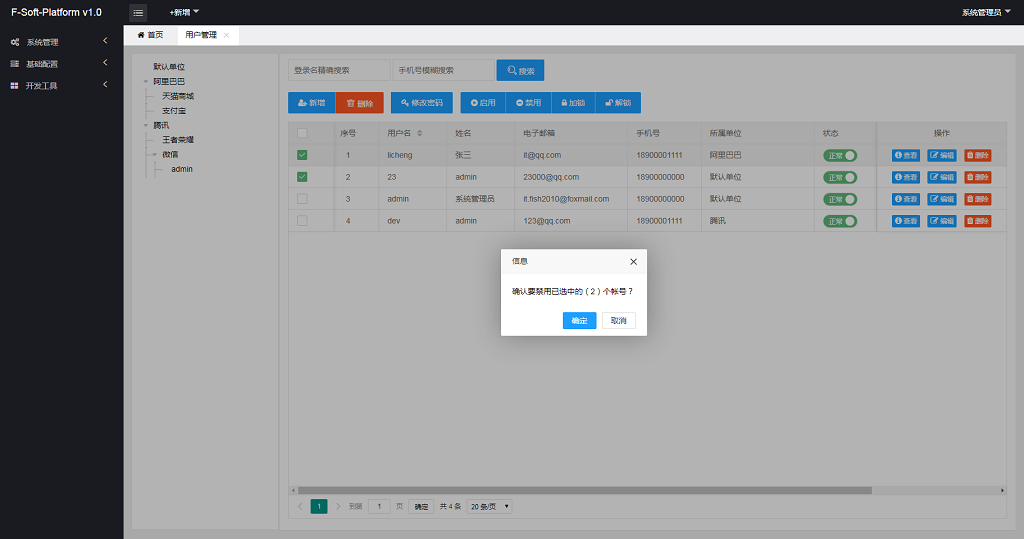 F-Soft-Platform v1.0
+新增
系统管理员
系统管理
基础配置
开发工具
首页
用户管理
默认单位
阿里巴巴
天猫商城
支付宝
腾讯
王者荣耀
微信
admin
登录名精确搜索 手机号模糊搜索 搜索
新增 删除 修改密码 启用 禁用 加锁 解锁
序号 用户名 姓名 电子邮箱 手机号 所属单位 状态 操作
1 licheng 张三 it@qq.com 18900001111 阿里巴巴 正常 查看 编辑 删除
2 23 admin 23000@qq.com 18900000000 默认单位 正常 查看 编辑 删除
3 admin 系统管理员 it.fish2010@foxmail.com 18900000000 默认单位 正常 查看 编辑 删除
4 dev admin 123@qq.com 18900001111 腾讯 正常 查看 编辑 删除
信息
确认要禁用已选中的（2）个帐号？
确定 取消
1 到第 1 页 确定 共 4 条 20 条/页